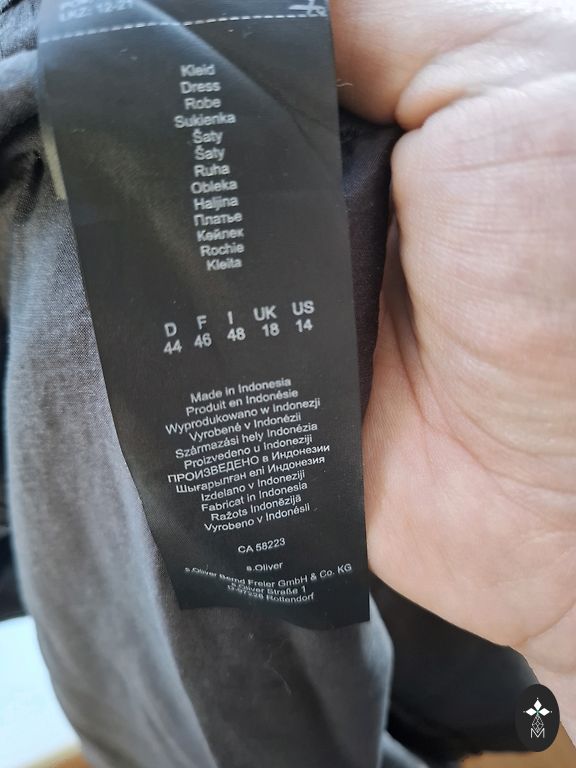 LKZ: 12-21
Kleid
Dress
Robe
Sukienka
Šaty
Šaty
Ruha
Obleka
Haljina
Платье
Көйлек
Rochie
Kleita
D F I UK US
44 46 48 18 14
Made in Indonesia
Produit en Indonésie
Wyprodukowano w Indonezji
Vyrobené v Indonézii
Származási hely Indonézia
Proizvedeno u Indoneziji
ПРОИЗВЕДЕНО в Индонезии
Шығарылған елі Индонезия
Izdelano v Indoneziji
Fabricat in Indonesia
Ražots Indonēzijā
Vyrobeno v Indonésii
CA 58223
s.Oliver
s.Oliver Bernd Freier GmbH & Co. KG
s.Oliver Straße 1
D-97228 Rottendorf
M